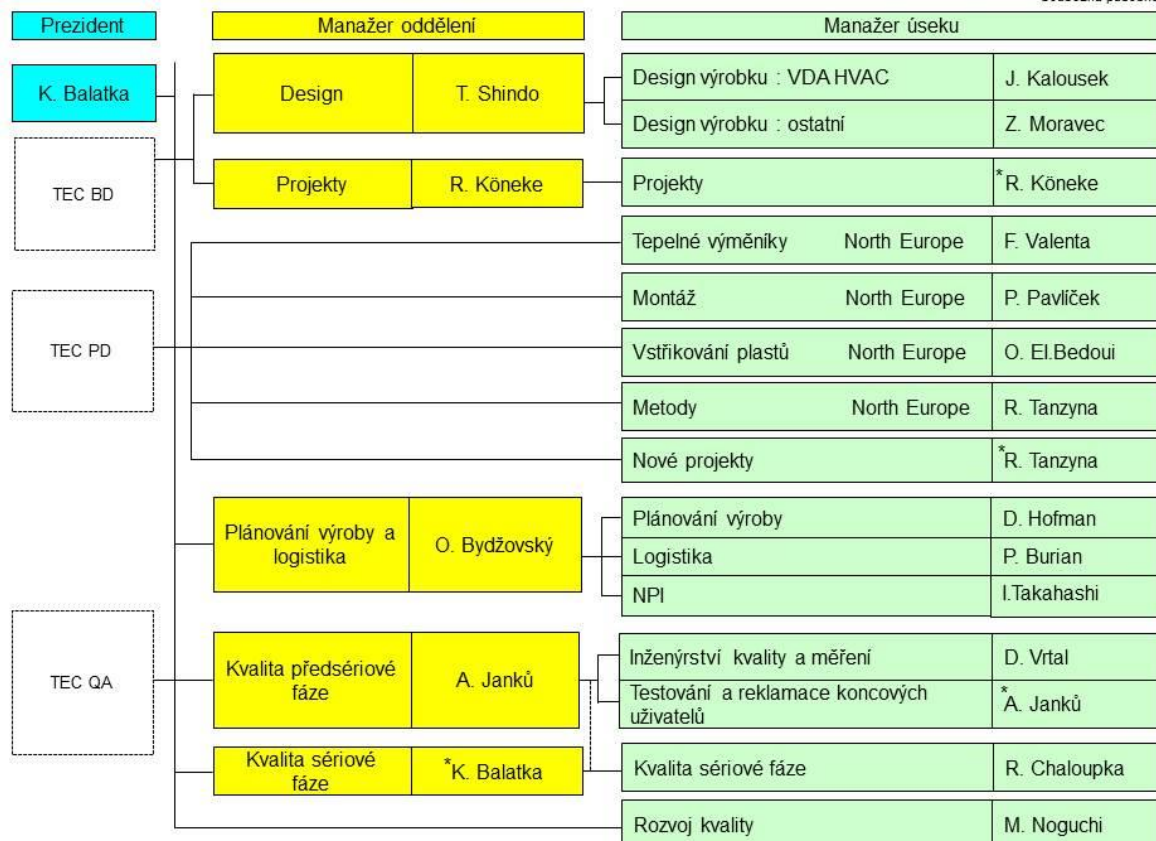 Prezident
Manažer oddělení
Manažer úseku
K. Balatka
Design
T. Shindo
Design výrobku : VDA HVAC
J. Kalousek
Design výrobku : ostatní
Z. Moravec
TEC BD
Projekty
R. Köneke
Projekty
*R. Köneke
Tepelné výměníky North Europe
F. Valenta
Montáž North Europe
P. Pavlíček
TEC PD
Vstřikování plastů North Europe
O. El.Bedoui
Metody North Europe
R. Tanzyna
Nové projekty
*R. Tanzyna
Plánování výroby a
logistika
O. Bydžovský
Plánování výroby
D. Hofman
Logistika
P. Burian
NPI
I.Takahashi
TEC QA
Kvalita předsériové
fáze
A. Janků
Inženýrství kvality a měření
D. Vrtal
Testování a reklamace koncových
uživatelů
*A. Janků
Kvalita sériové
fáze
*K. Balatka
Kvalita sériové fáze
R. Chaloupka
Rozvoj kvality
M. Noguchi